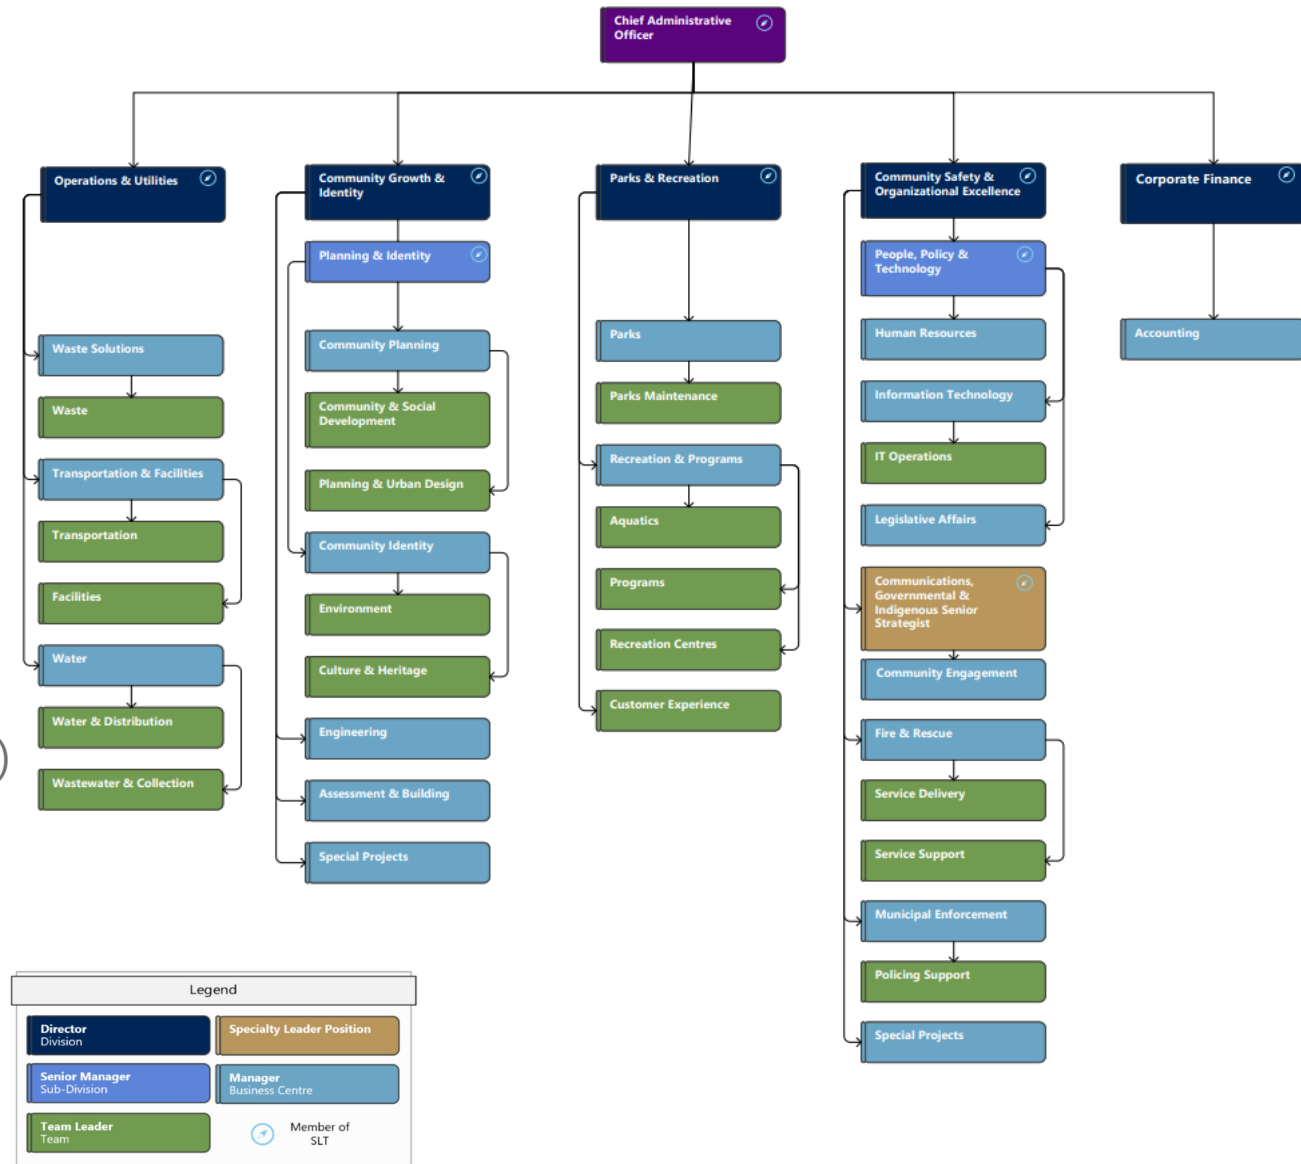 Chief Administrative
Officer
Operations & Utilities
Waste Solutions
Waste
Transportation & Facilities
Transportation
Facilities
Water
Water & Distribution
Wastewater & Collection
Community Growth &
Identity
Planning & Identity
Community Planning
Community & Social
Development
Planning & Urban Design
Community Identity
Environment
Culture & Heritage
Engineering
Assessment & Building
Special Projects
Parks & Recreation
Parks
Parks Maintenance
Recreation & Programs
Aquatics
Programs
Recreation Centres
Customer Experience
Community Safety &
Organizational Excellence
People, Policy &
Technology
Human Resources
Information Technology
IT Operations
Legislative Affairs
Communications,
Governmental &
Indigenous Senior
Strategist
Community Engagement
Fire & Rescue
Service Delivery
Service Support
Municipal Enforcement
Policing Support
Special Projects
Corporate Finance
Accounting
Legend
Director
Division
Specialty Leader Position
Senior Manager
Sub-Division
Manager
Business Centre
Team Leader
Team
Member of
SLT